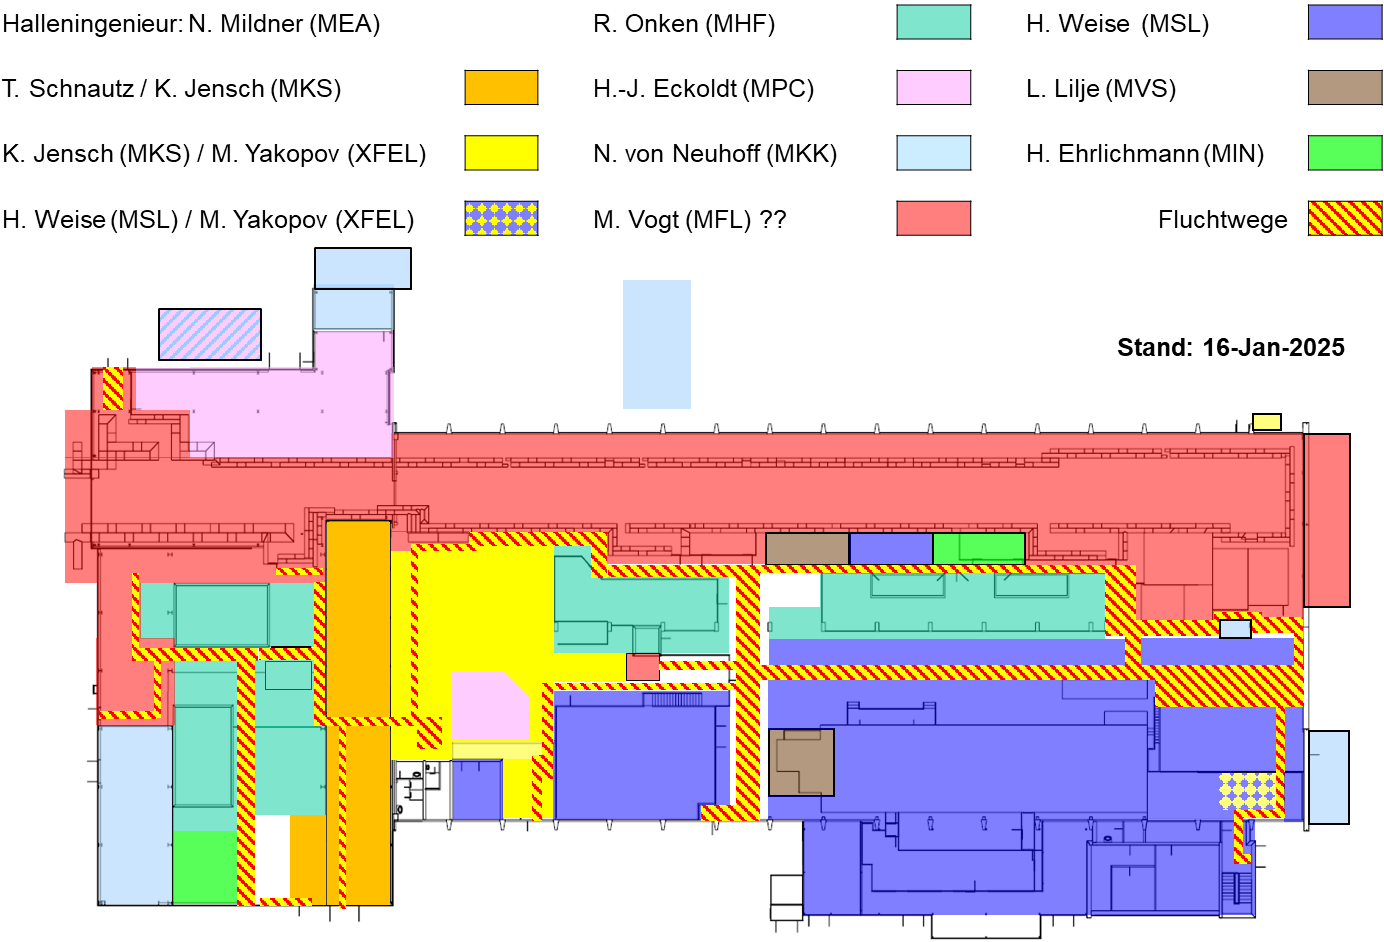 Halleningenieur: N. Mildner (MEA)
R. Onken (MHF)
H. Weise (MSL)
T. Schnautz / K. Jensch (MKS)
H.-J. Eckoldt (MPC)
L. Lilje (MVS)
K. Jensch (MKS) / M. Yakopov (XFEL)
N. von Neuhoff (MKK)
H. Ehrlichmann (MIN)
H. Weise (MSL) / M. Yakopov (XFEL)
M. Vogt (MFL) ??
Fluchtwege
Stand: 16-Jan-2025